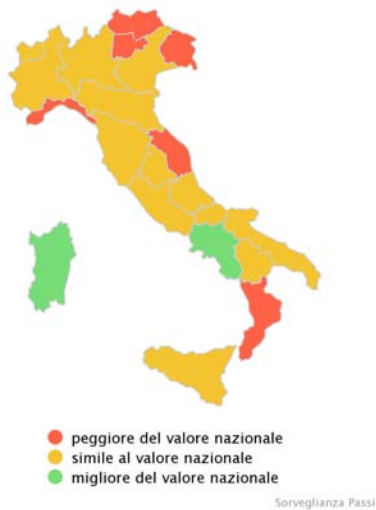 peggiore del valore nazionale
simile al valore nazionale
migliore del valore nazionale
Sorveglianza Passi